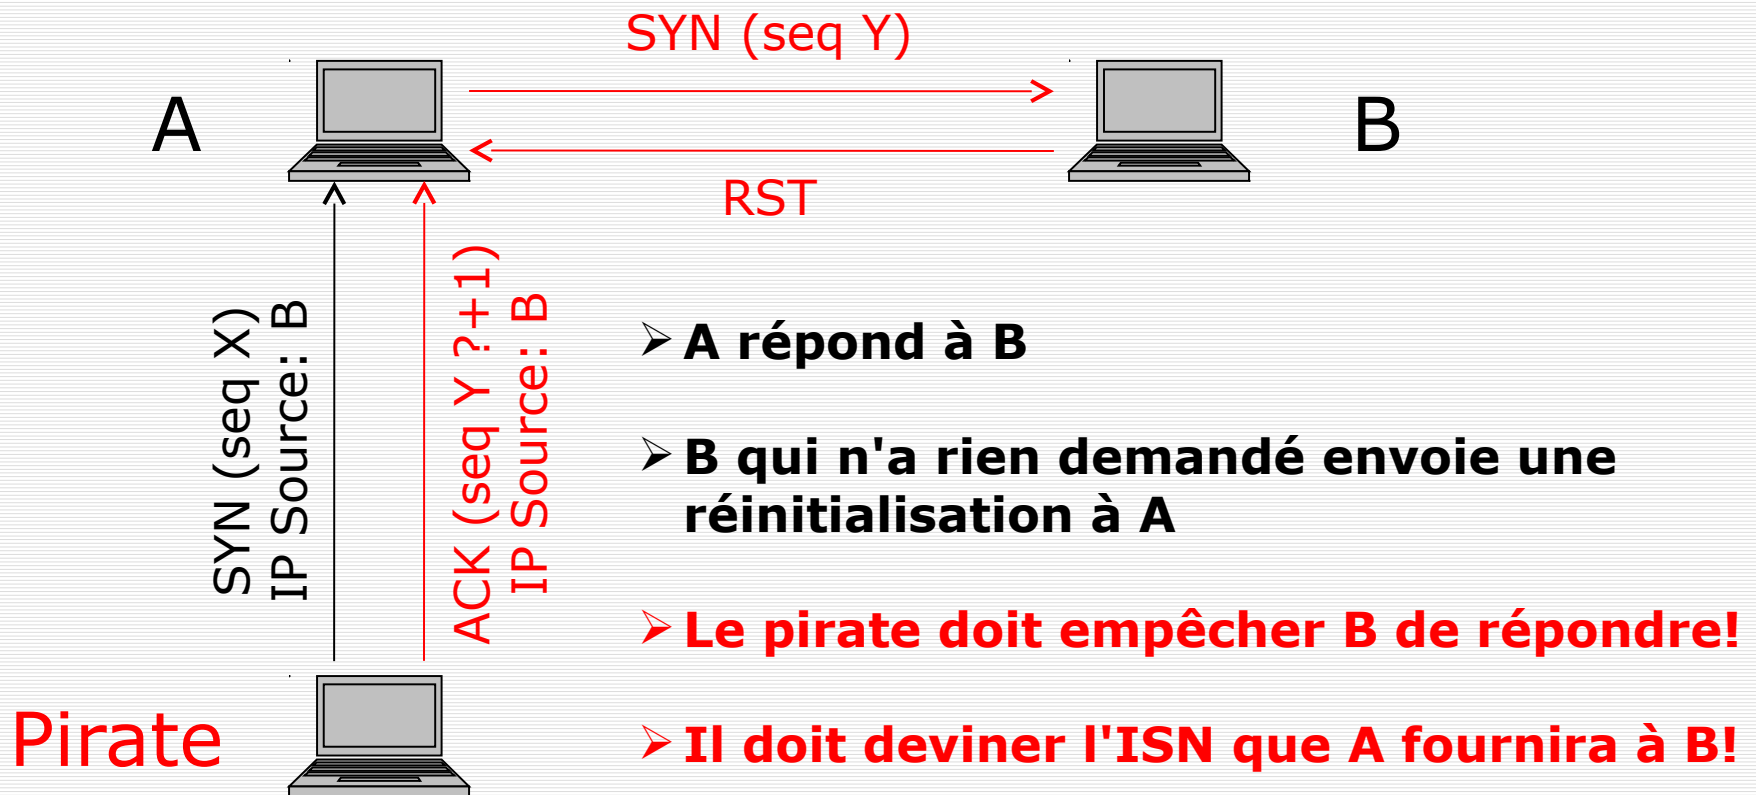 SYN (seq Y)
A
B
RST
SYN (seq X)
IP Source: B
ACK (seq Y ?+1)
IP Source: B
➢ A répond à B
➢ B qui n'a rien demandé envoie une
réinitialisation à A
➢ Le pirate doit empêcher B de répondre!
Pirate
➢ Il doit deviner l'ISN que A fournira à B!